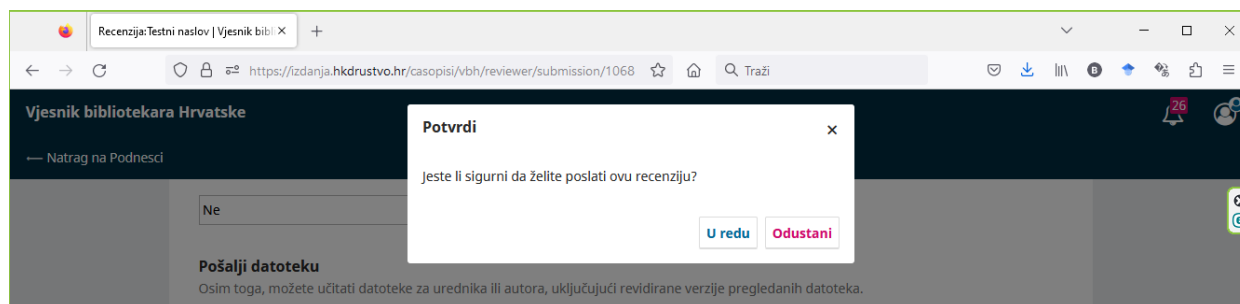 Recenzija:Testni naslov | Vjesnik bibl
https://izdanja.hkdrustvo.hr/casopisi/vbh/reviewer/submission/1068
Traži
Vjesnik bibliotekara Hrvatske
26
← Natrag na Podnesci
Potvrdi
Jeste li sigurni da želite poslati ovu recenziju?
U redu Odustani
Ne
Pošalji datoteku
Osim toga, možete učitati datoteke za urednika ili autora, uključujući revidirane verzije pregledanih datoteka.